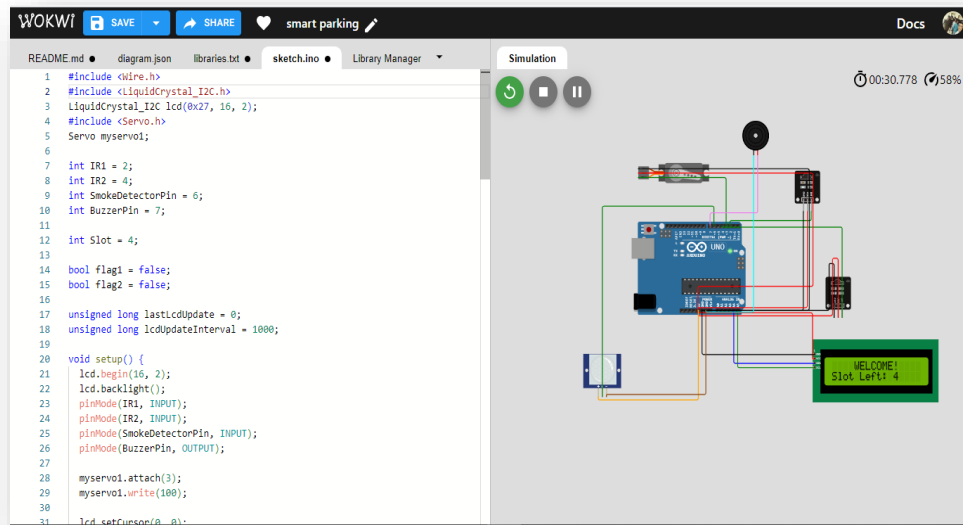 WOKWI SAVE SHARE smart parking Docs
README.md diagram.json libraries.txt sketch.ino Library Manager
Simulation
1 #include <Wire.h>
2 #include <LiquidCrystal_I2C.h>
3 LiquidCrystal_I2C lcd(0x27, 16, 2);
4 #include <Servo.h>
5 Servo myservo1;
6
7 int IR1 = 2;
8 int IR2 = 4;
9 int SmokeDetectorPin = 6;
10 int BuzzerPin = 7;
11
12 int Slot = 4;
13
14 bool flag1 = false;
15 bool flag2 = false;
16
17 unsigned long lastLcdUpdate = 0;
18 unsigned long lcdUpdateInterval = 1000;
19
20 void setup() {
21 lcd.begin(16, 2);
22 lcd.backlight();
23 pinMode(IR1, INPUT);
24 pinMode(IR2, INPUT);
25 pinMode(SmokeDetectorPin, INPUT);
26 pinMode(BuzzerPin, OUTPUT);
27
28 myservo1.attach(3);
29 myservo1.write(100);
30
31 lcd.setCursor(0, 0);
00:30.778 58%
UNO
ARDUINO
WELCOME!
Slot Left: 4